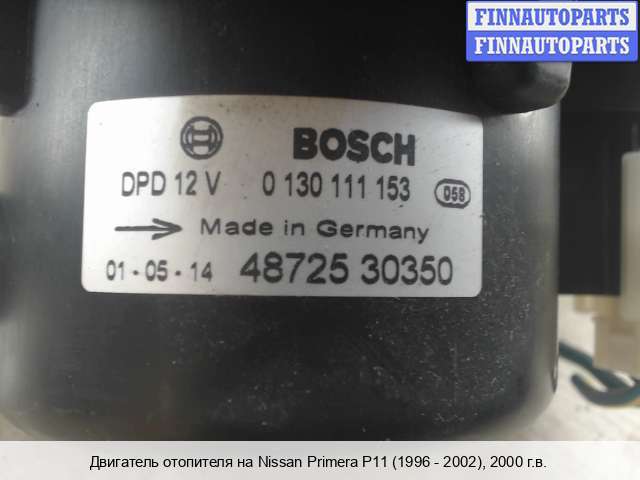 FINNAUTOPARTS
FINNAUTOPARTS
BOSCH
DPD 12 V 0 130 111 153 058
Made in Germany
01-05-14 48725 30350
Двигатель отопителя на Nissan Primera P11 (1996 - 2002), 2000 г.в.